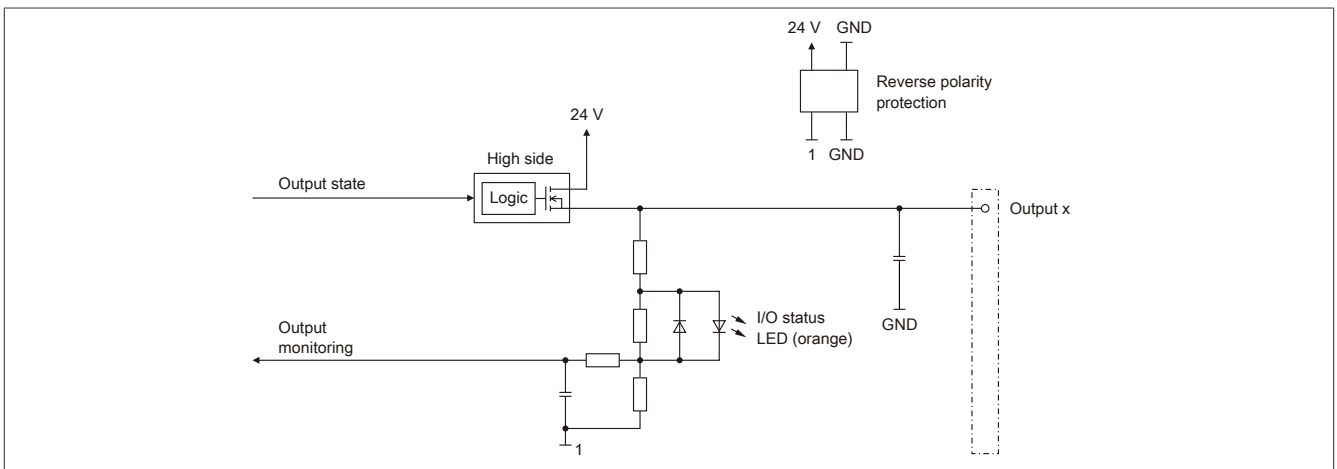 24 V GND
Reverse polarity
protection
1 GND
24 V
High side
Output state
Logic
Output x
I/O status
LED (orange)
GND
Output
monitoring
1